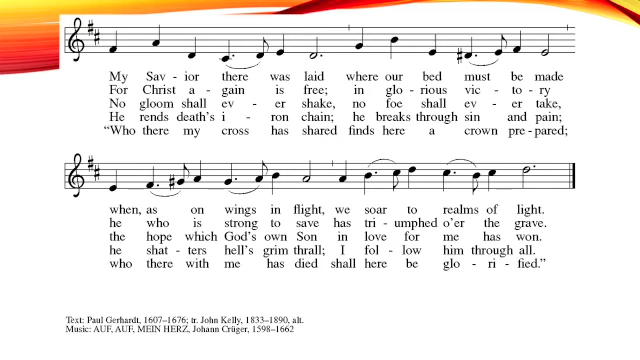 My Sav - ior there was laid where our bed must be made
For Christ a - gain is free; in glo - rious vic - to - ry
No gloom shall ev - er shake, no foe shall ev - er take,
He rends death's i - ron chain; he breaks through sin and pain;
“Who there my cross has shared finds here a crown pre - pared;
when, as on wings in flight, we soar to realms of light.
he who is strong to save has tri - umphed o'er the grave.
the hope which God's own Son in love for me has won.
he shat - ters hell's grim thrall; I fol - low him through all.
who there with me has died shall here be glo - ri - fied.”
Text: Paul Gerhardt, 1607–1676; tr. John Kelly, 1833–1890, alt.
Music: AUF, AUF, MEIN HERZ, Johann Crüger, 1598–1662